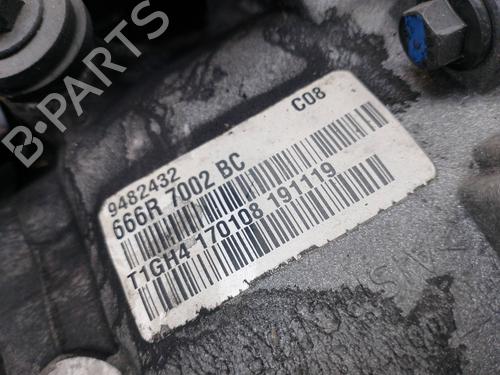 B-PARTS
C08
9482432
666R 7002 BC
T1GH4 170108 191119